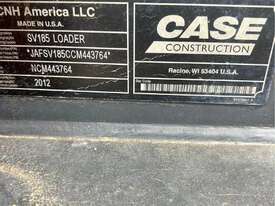 CNH America LLC
MADE IN U.S.A.
SV185 LOADER
*JAFSV185CCM443764*
NCM443764
2012
CASE
CONSTRUCTION
Racine, WI 53404 U.S.A.